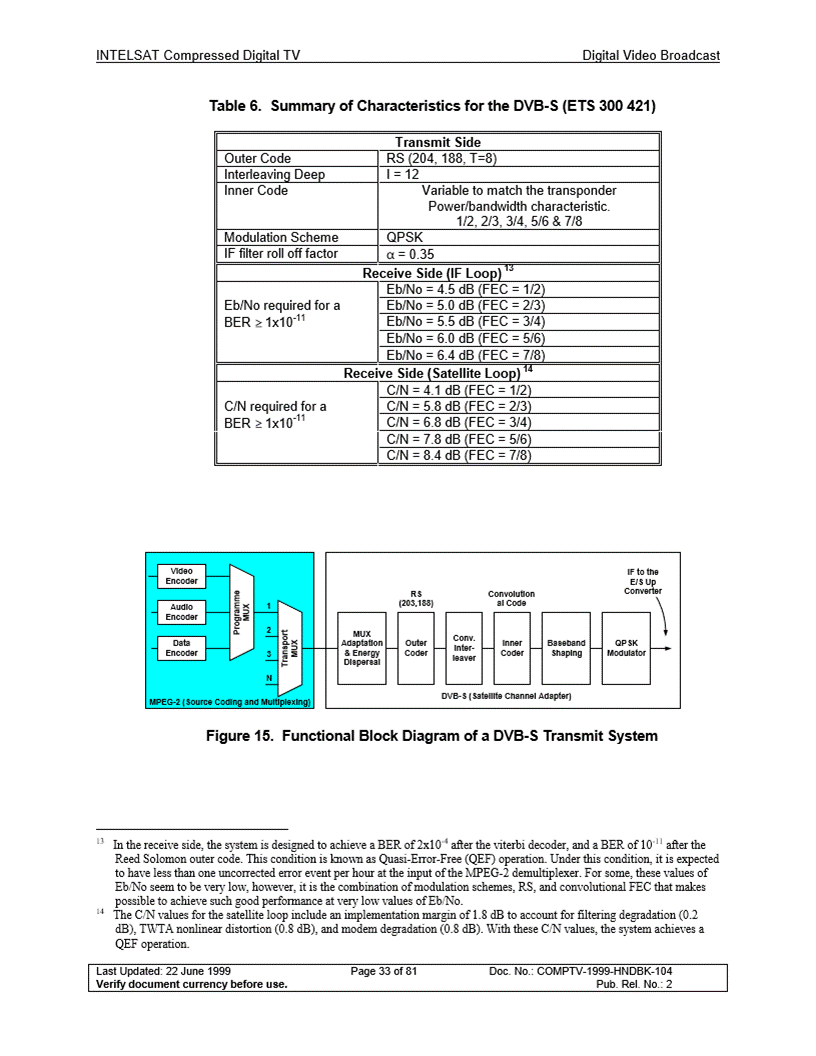 INTELSAT Compressed Digital TV Digital Video Broadcast
Table 6. Summary of Characteristics for the DVB-S (ETS 300 421)
Transmit Side
Outer Code RS (204, 188, T=8)
Interleaving Deep I = 12
Inner Code Variable to match the transponder
Power/bandwidth characteristic.
1/2, 2/3, 3/4, 5/6 & 7/8
Modulation Scheme QPSK
IF filter roll off factor α = 0.35
Receive Side (IF Loop) 13
Eb/No = 4.5 dB (FEC = 1/2)
Eb/No required for a Eb/No = 5.0 dB (FEC = 2/3)
BER ≥ 1x10-11 Eb/No = 5.5 dB (FEC = 3/4)
Eb/No = 6.0 dB (FEC = 5/6)
Eb/No = 6.4 dB (FEC = 7/8)
Receive Side (Satellite Loop) 14
C/N = 4.1 dB (FEC = 1/2)
C/N required for a C/N = 5.8 dB (FEC = 2/3)
BER ≥ 1x10-11 C/N = 6.8 dB (FEC = 3/4)
C/N = 7.8 dB (FEC = 5/6)
C/N = 8.4 dB (FEC = 7/8)
Video
Encoder
Audio
Encoder
Data
Encoder
Programme
MUX
1
2
3
N
Transport
MUX
MPEG-2 (Source Coding and Multiplexing)
MUX
Adaptation
& Energy
Dispersal
RS
(203,188)
Outer
Coder
Conv.
Inter-
leaver
Convolution
al Code
Inner
Coder
Baseband
Shaping
QPSK
Modulator
IF to the
E/S Up
Converter
DVB-S (Satellite Channel Adapter)
Figure 15. Functional Block Diagram of a DVB-S Transmit System
13 In the receive side, the system is designed to achieve a BER of 2x10-4 after the viterbi decoder, and a BER of 10-11 after the
Reed Solomon outer code. This condition is known as Quasi-Error-Free (QEF) operation. Under this condition, it is expected
to have less than one uncorrected error event per hour at the input of the MPEG-2 demultiplexer. For some, these values of
Eb/No seem to be very low, however, it is the combination of modulation schemes, RS, and convolutional FEC that makes
possible to achieve such good performance at very low values of Eb/No.
14 The C/N values for the satellite loop include an implementation margin of 1.8 dB to account for filtering degradation (0.2
dB), TWTA nonlinear distortion (0.8 dB), and modem degradation (0.8 dB). With these C/N values, the system achieves a
QEF operation.
Last Updated: 22 June 1999 Page 33 of 81 Doc. No.: COMPTV-1999-HNDBK-104
Verify document currency before use. Pub. Rel. No.: 2